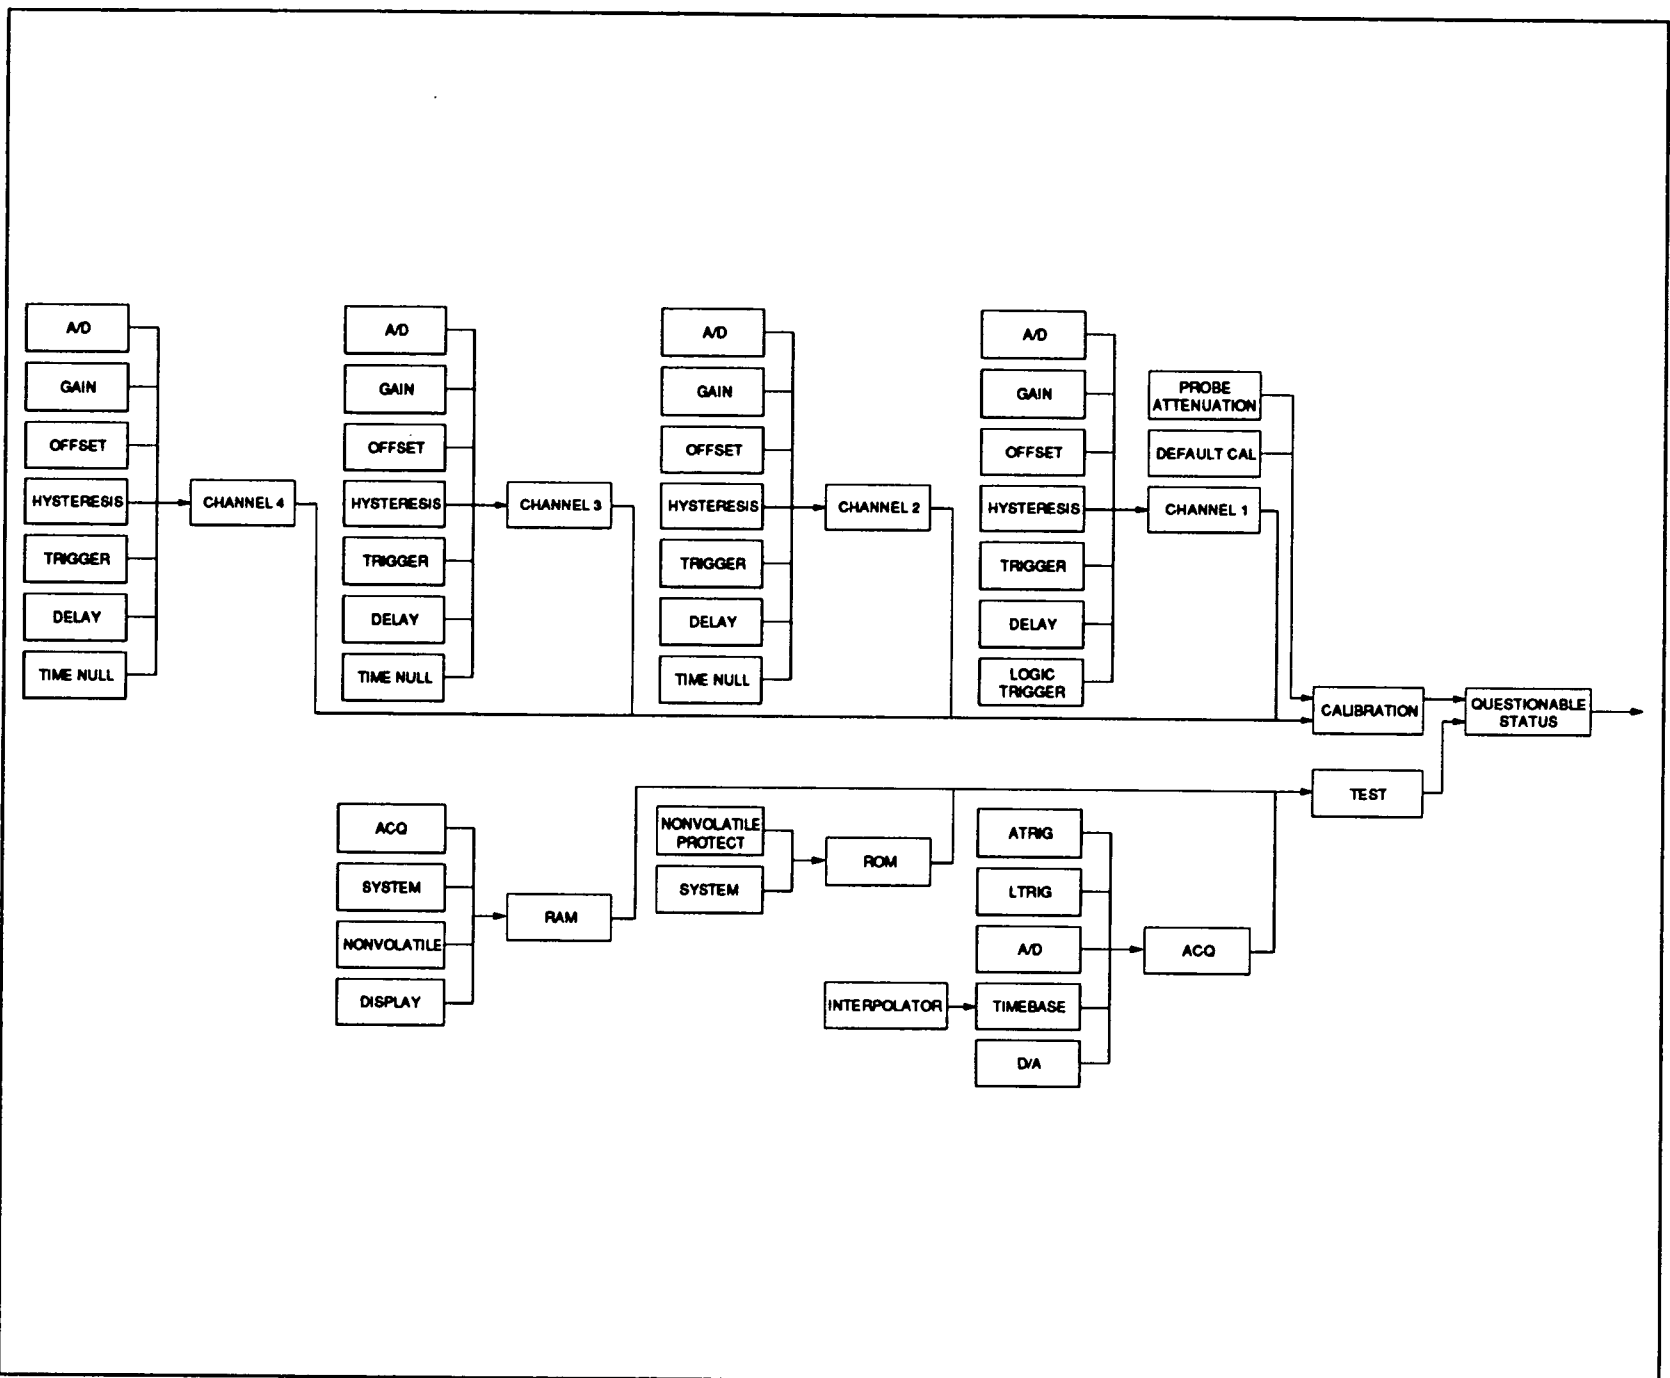 A/D
GAIN
OFFSET
HYSTERESIS
TRIGGER
DELAY
TIME NULL
CHANNEL 4
A/D
GAIN
OFFSET
HYSTERESIS
TRIGGER
DELAY
TIME NULL
CHANNEL 3
A/D
GAIN
OFFSET
HYSTERESIS
TRIGGER
DELAY
TIME NULL
CHANNEL 2
A/D
GAIN
OFFSET
HYSTERESIS
TRIGGER
DELAY
LOGIC
TRIGGER
PROBE
ATTENUATION
DEFAULT CAL
CHANNEL 1
CALIBRATION
QUESTIONABLE
STATUS
TEST
ACQ
SYSTEM
NONVOLATILE
DISPLAY
RAM
NONVOLATILE
PROTECT
SYSTEM
ROM
INTERPOLATOR
ATRIG
LTRIG
A/D
TIMEBASE
D/A
ACQ